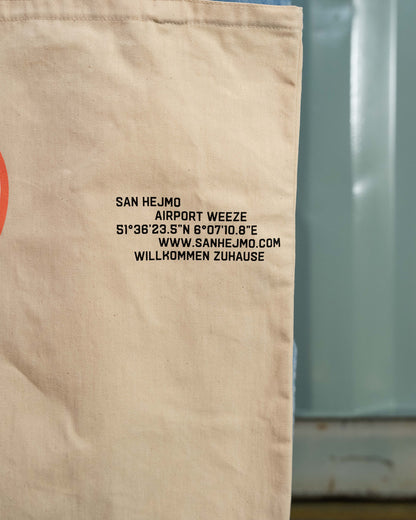 SAN HEJMO
AIRPORT WEEZE
51°36'23.5"N 6°07'10.8"E
WWW.SANHEJMO.COM
WILLKOMMEN ZUHAUSE